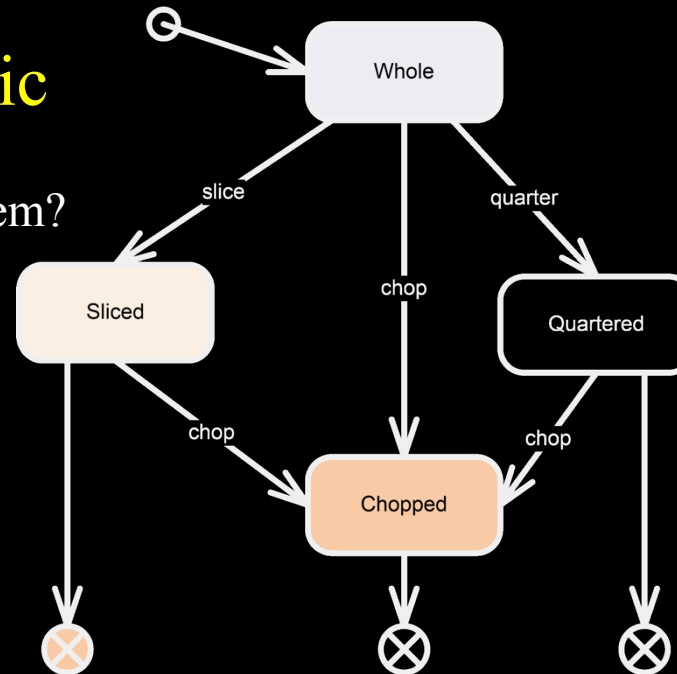 ic
em?
Whole
slice
quarter
chop
Sliced
Quartered
chop
chop
Chopped